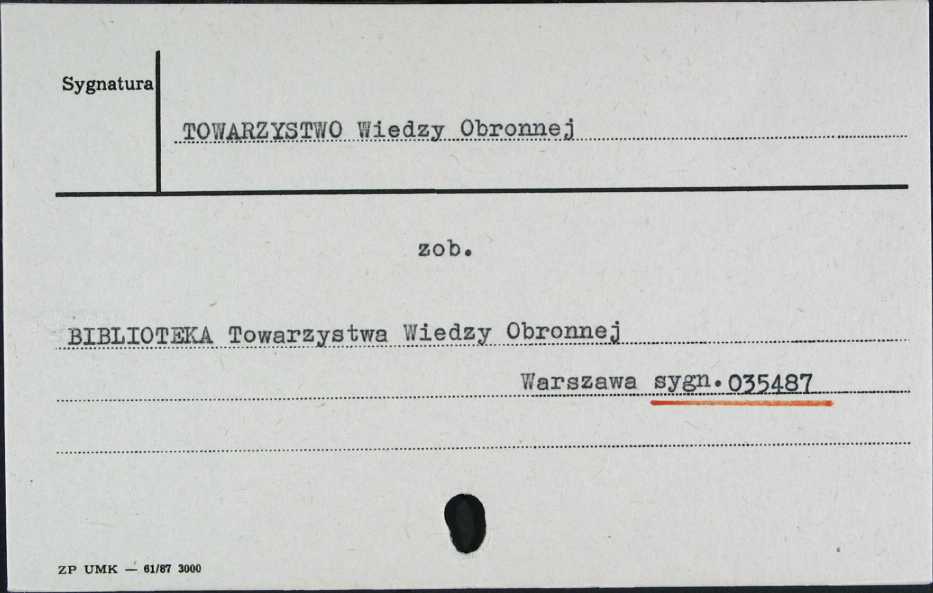 Sygnatura
TOWARZYSTWO Wiedzy Obronnej
zob.
BIBLIOTEKA Towarzystwa Wiedzy Obronnej
Warszawa sygn. 035487
ZP UMK — 61/87 3000